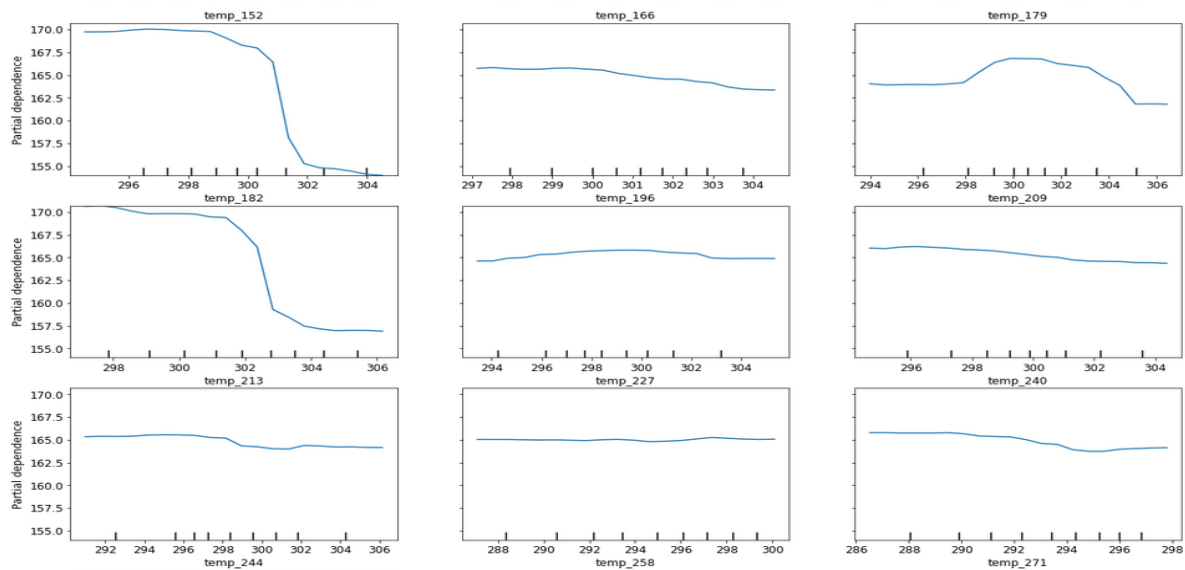 temp_152 temp_166 temp_179
Partial dependence
170.0
167.5
165.0
162.5
160.0
157.5
155.0
296 300 304 297 298 299 300 301 302 303 304 294 296 298 300 302 304 306
temp_182 temp_196 temp_209
Partial dependence
170.0
167.5
165.0
162.5
160.0
157.5
155.0
298 300 302 304 306 294 296 298 300 302 304 294 296 298 300 302 304
temp_213 temp_227 temp_240
Partial dependence
170.0
167.5
165.0
162.5
160.0
157.5
155.0
292 294 296 298 300 302 304 306 288 290 292 294 296 298 300 286 288 290 292 294 296 298
temp_244 temp_258 temp_271